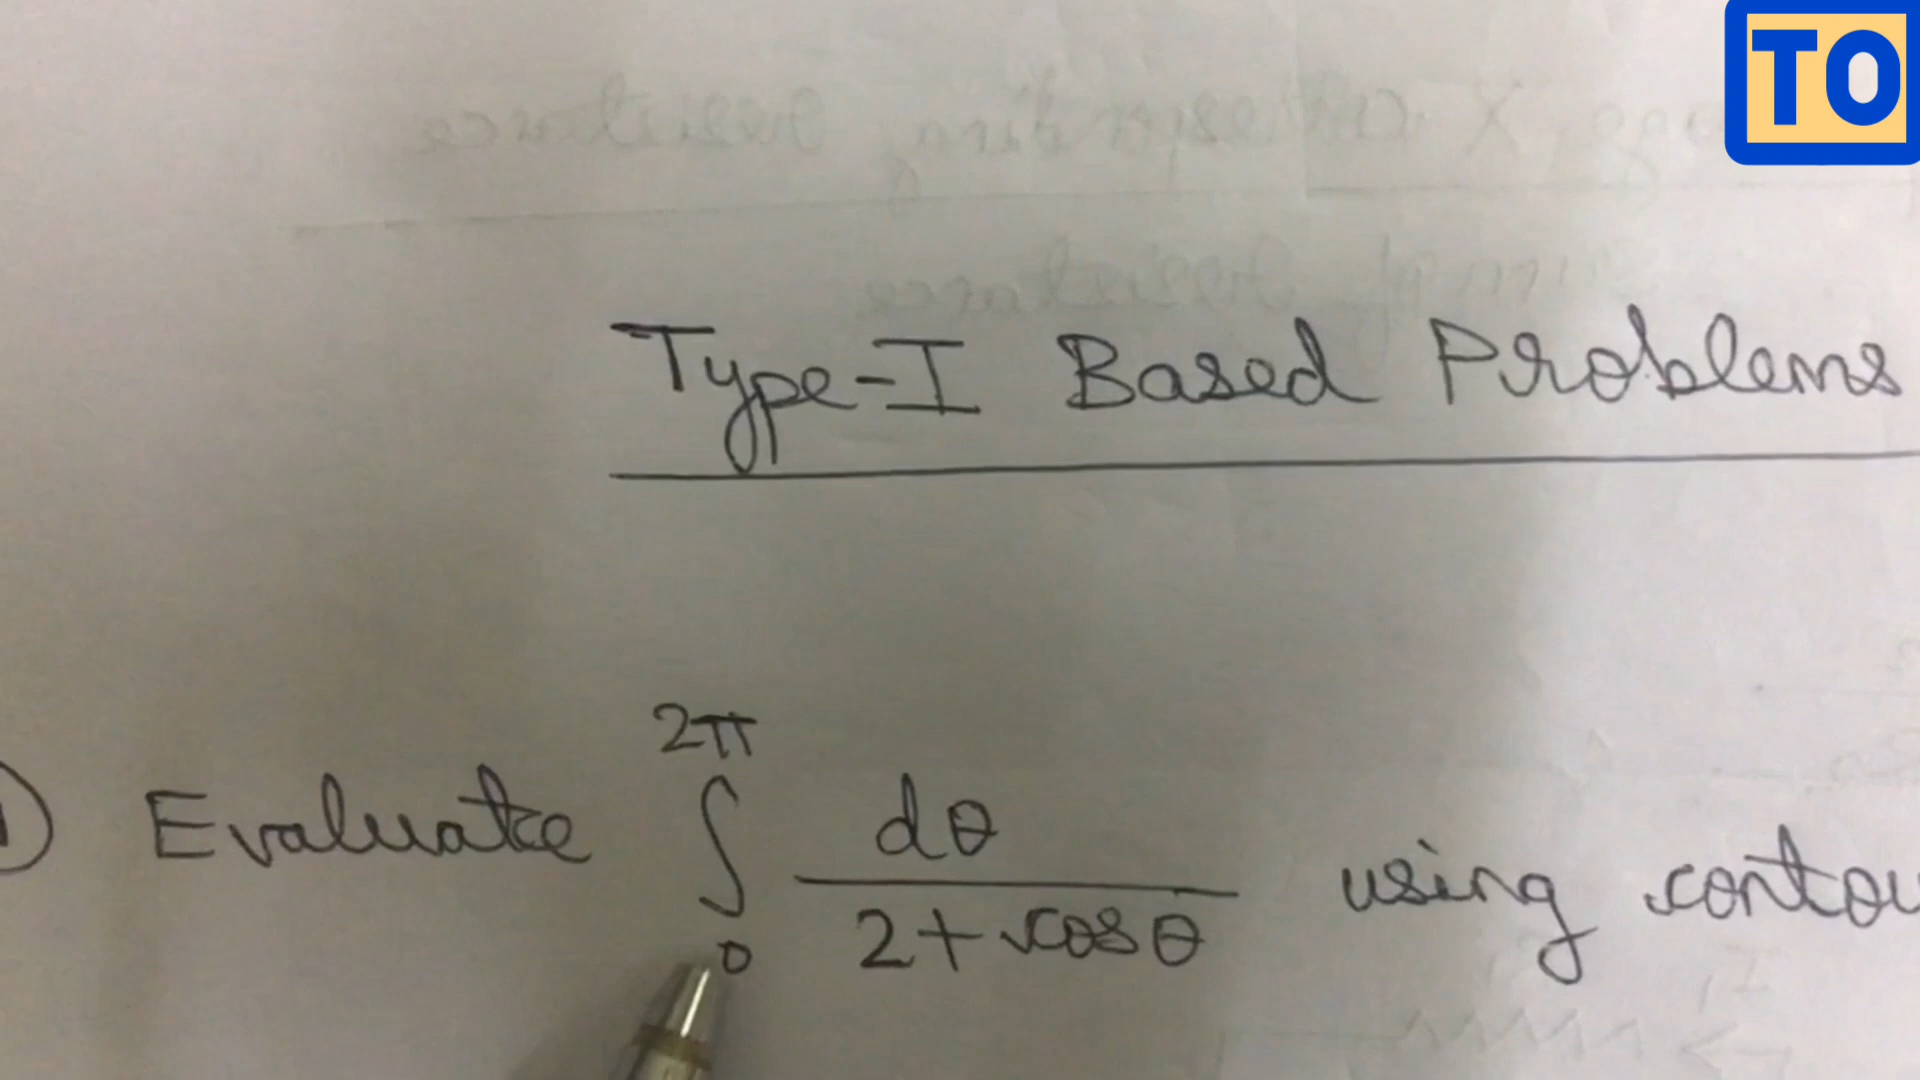 TO
Type-I Based Problems
1) Evaluate ∫₀^2π dθ / (2 + cosθ) using contou